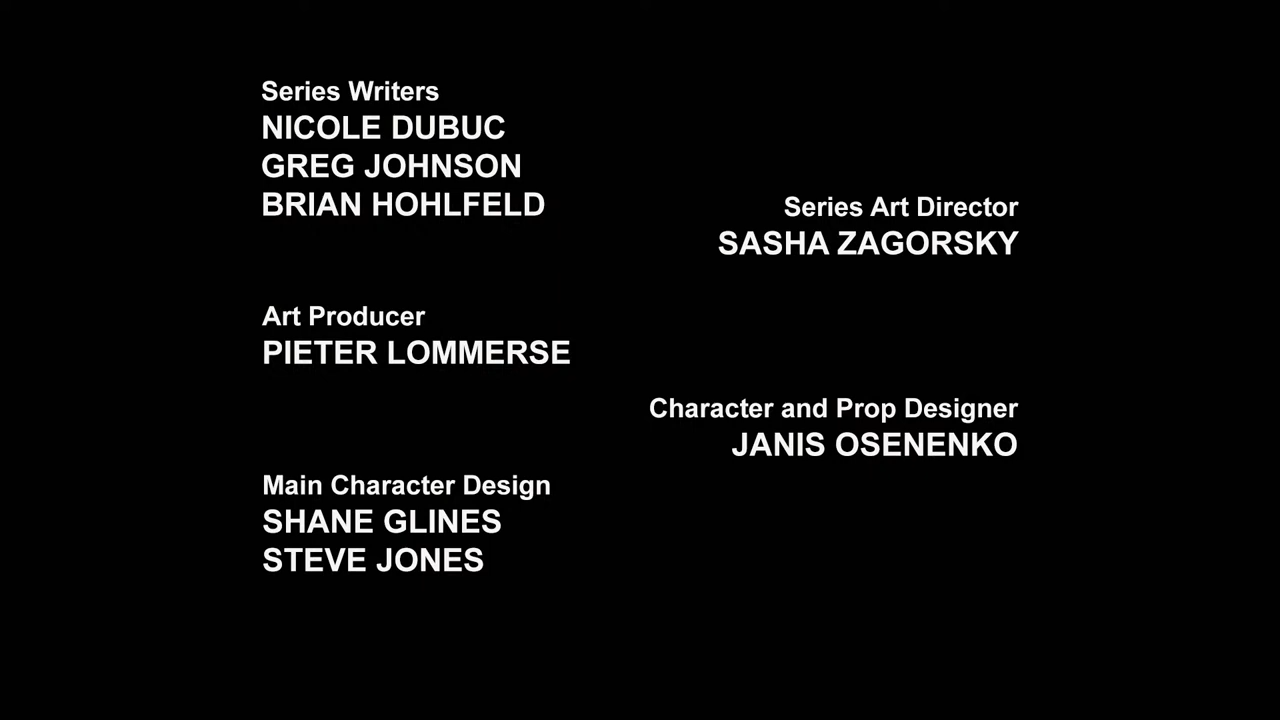 Series Writers
NICOLE DUBUC
GREG JOHNSON
BRIAN HOHLFELD
Series Art Director
SASHA ZAGORSKY
Art Producer
PIETER LOMMERSE
Character and Prop Designer
JANIS OSENENKO
Main Character Design
SHANE GLINES
STEVE JONES